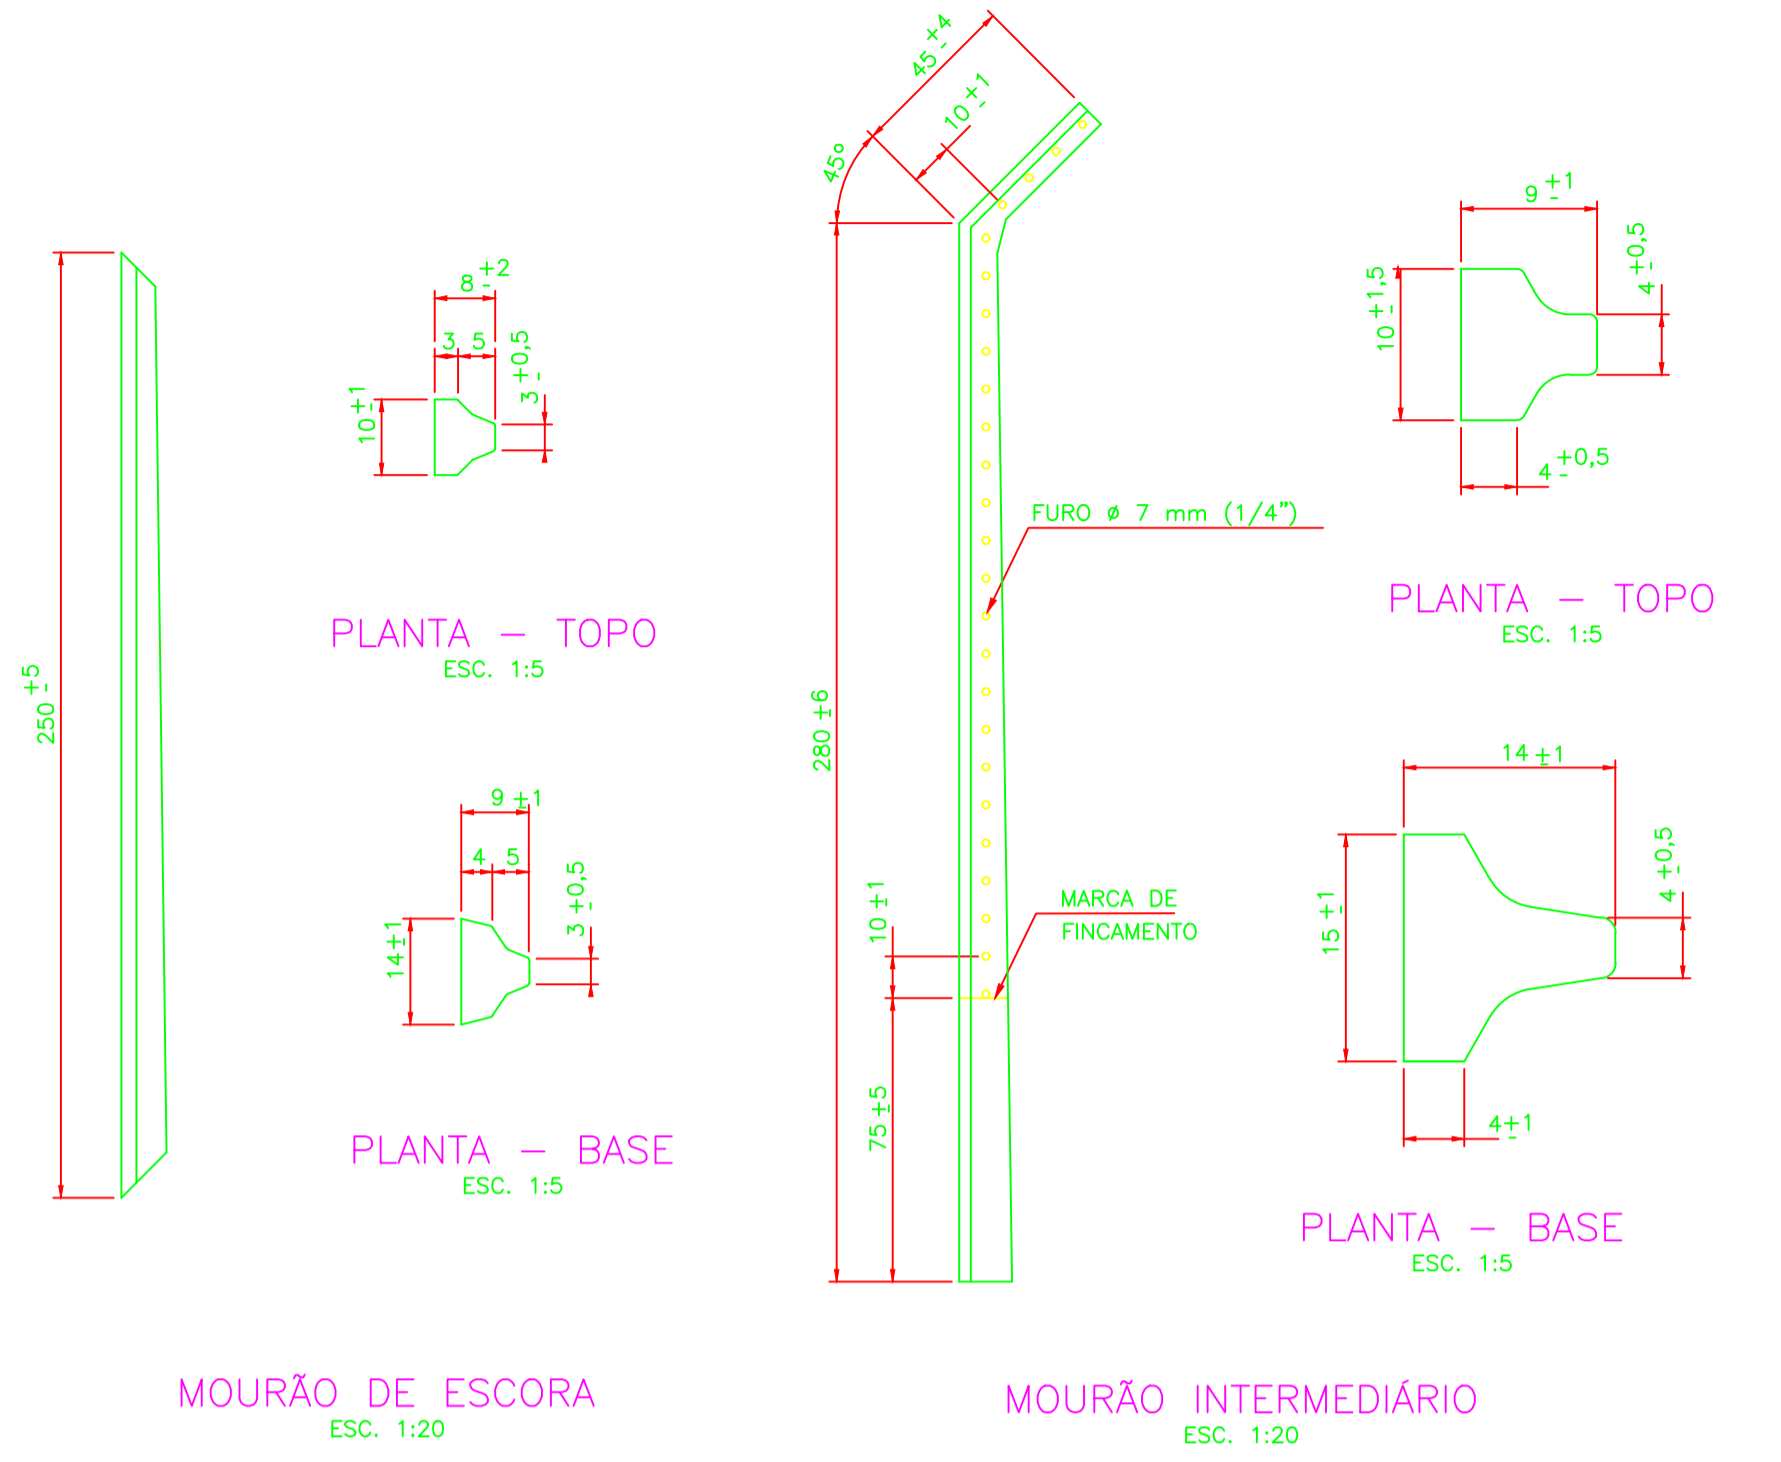 250 ±5
8 ±2
3 5
3 ±0,5
10 ±1
PLANTA - TOPO
ESC. 1:5
9 ±1
4 5
3 ±0,5
14 ±1
PLANTA - BASE
ESC. 1:5
MOURÃO DE ESCORA
ESC. 1:20
45 ±4
10 ±1
45°
280 ±6
FURO ø 7 mm (1/4”)
MARCA DE
FINCAMENTO
10 ±1
75 ±5
9 ±1
4 ±0,5
10 ±1,5
4 ±0,5
PLANTA - TOPO
ESC. 1:5
14 ±1
4 ±0,5
15 ±1
4 ±1
PLANTA - BASE
ESC. 1:5
MOURÃO INTERMEDIÁRIO
ESC. 1:20